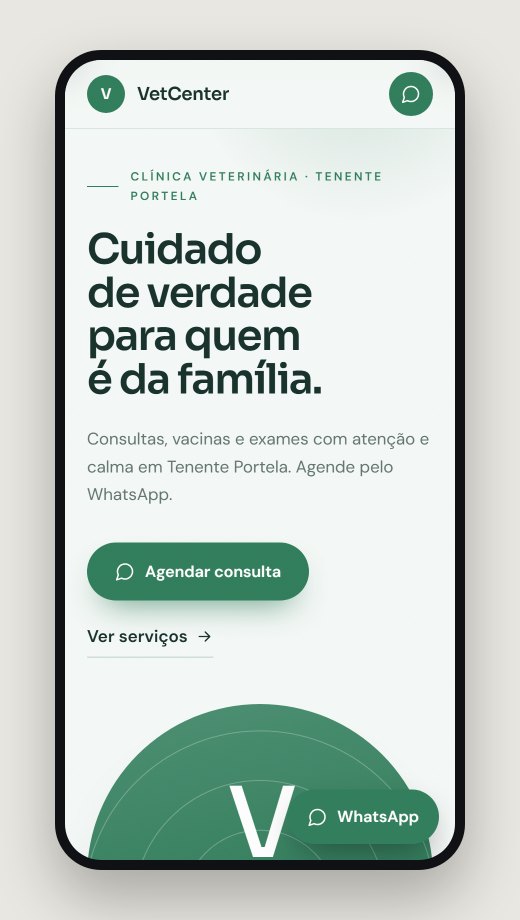 V VetCenter
CLÍNICA VETERINÁRIA · TENENTE
PORTELA
Cuidado
de verdade
para quem
é da família.
Consultas, vacinas e exames com atenção e
calma em Tenente Portela. Agende pelo
WhatsApp.
Agendar consulta
Ver serviços →
V
WhatsApp